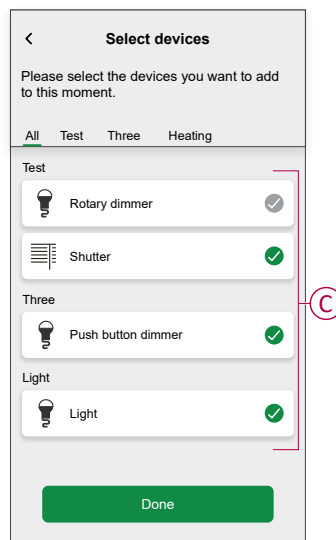 Select devices
Please select the devices you want to add
to this moment.
All Test Three Heating
Test
Rotary dimmer
Shutter
Three
Push button dimmer
C
Light
Light
Done